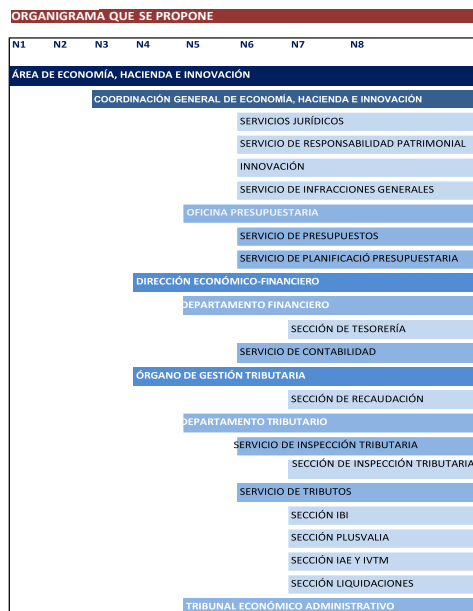 ORGANIGRAMA QUE SE PROPONE
N1 N2 N3 N4 N5 N6 N7 N8
ÁREA DE ECONOMÍA, HACIENDA E INNOVACIÓN
COORDINACIÓN GENERAL DE ECONOMÍA, HACIENDA E INNOVACIÓN
SERVICIOS JURÍDICOS
SERVICIO DE RESPONSABILIDAD PATRIMONIAL
INNOVACIÓN
SERVICIO DE INFRACCIONES GENERALES
OFICINA PRESUPUESTARIA
SERVICIO DE PRESUPUESTOS
SERVICIO DE PLANIFICACIÓ PRESUPUESTARIA
DIRECCIÓN ECONÓMICO-FINANCIERO
DEPARTAMENTO FINANCIERO
SECCIÓN DE TESORERÍA
SERVICIO DE CONTABILIDAD
ÓRGANO DE GESTIÓN TRIBUTARIA
SECCIÓN DE RECAUDACIÓN
DEPARTAMENTO TRIBUTARIO
SERVICIO DE INSPECCIÓN TRIBUTARIA
SECCIÓN DE INSPECCIÓN TRIBUTARIA
SERVICIO DE TRIBUTOS
SECCIÓN IBI
SECCIÓN PLUSVALIA
SECCIÓN IAE Y IVTM
SECCIÓN LIQUIDACIONES
TRIBUNAL ECONÓMICO ADMINISTRATIVO